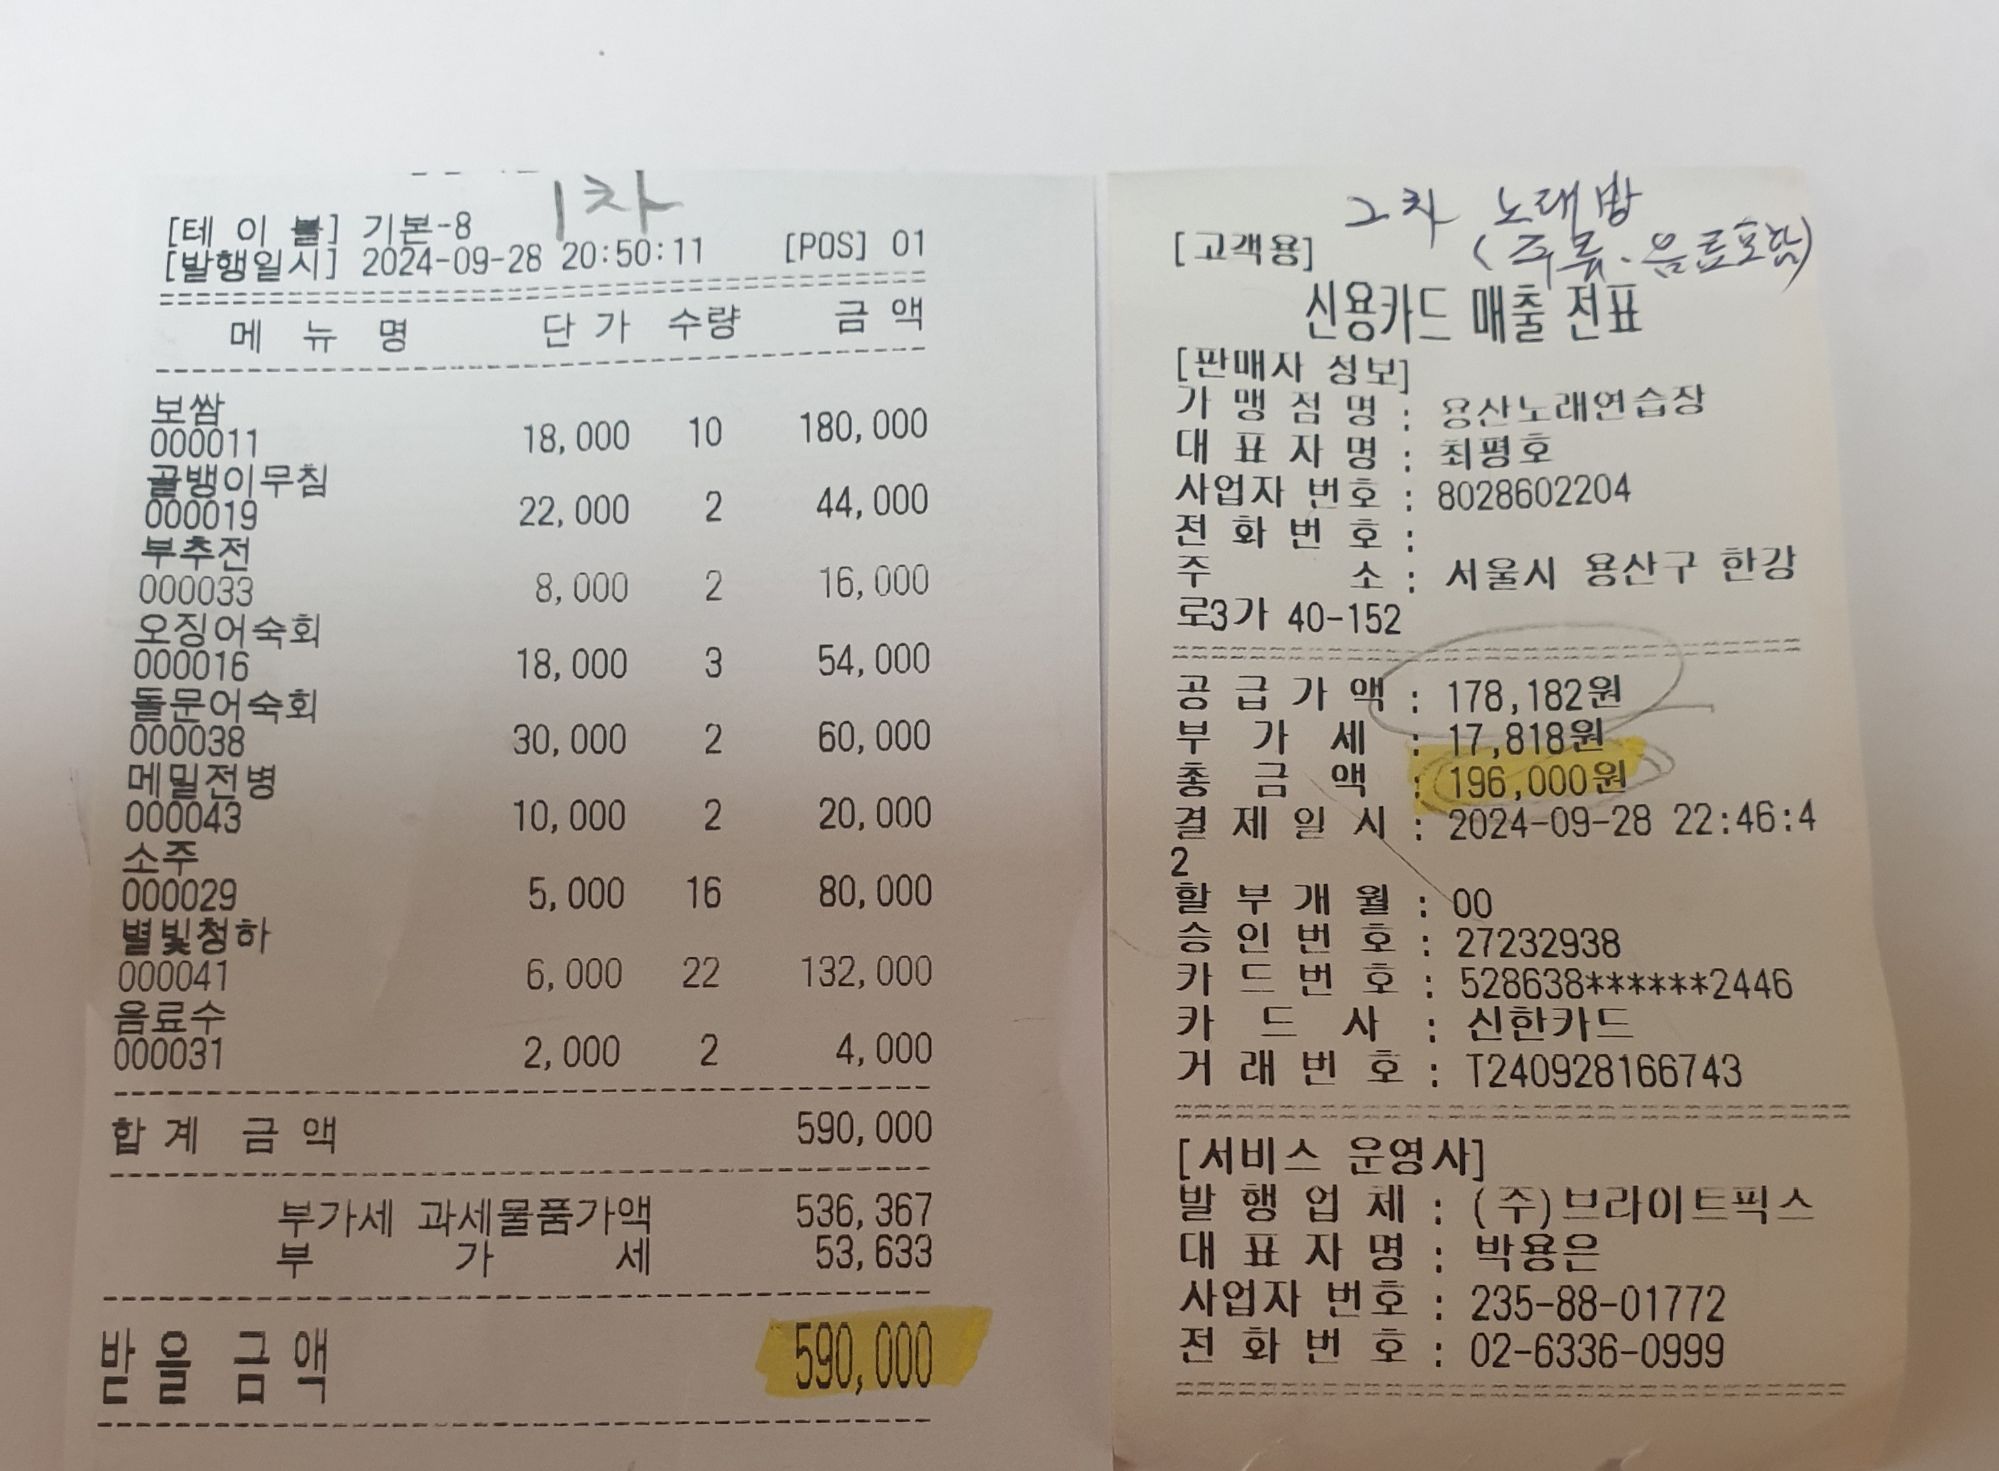 1차
[테 이 블] 기본-8
[발행일시] 2024-09-28 20:50:11 [POS] 01
메 뉴 명 단 가 수량 금 액
보쌈
000011 18,000 10 180,000
골뱅이무침
000019 22,000 2 44,000
부추전
000033 8,000 2 16,000
오징어숙회
000016 18,000 3 54,000
돌문어숙회
000038 30,000 2 60,000
메밀전병
000043 10,000 2 20,000
소주
000029 5,000 16 80,000
별빛청하
000041 6,000 22 132,000
음료수
000031 2,000 2 4,000
합 계 금 액 590,000
부가세 과세물품가액 536,367
부 가 세 53,633
받 을 금 액 590,000
2차 노래방
(주류·음료포함)
[고객용]
신용카드 매출 전표
[판매자 성보]
가 맹 점 명 : 용산노래연습장
대 표 자 명 : 최평호
사업자 번호 : 8028602204
전 화 번 호 :
주 소 : 서울시 용산구 한강
로3가 40-152
공 급 가 액 : 178,182원
부 가 세 : 17,818원
총 금 액 : 196,000원
결 제 일 시 : 2024-09-28 22:46:4
2
할 부 개 월 : 00
승 인 번 호 : 27232938
카 드 번 호 : 528638******2446
카 드 사 : 신한카드
거 래 번 호 : T240928166743
[서비스 운영사]
발 행 업 체 : (주)브라이트픽스
대 표 자 명 : 박용은
사업자 번호 : 235-88-01772
전 화 번 호 : 02-6336-0999